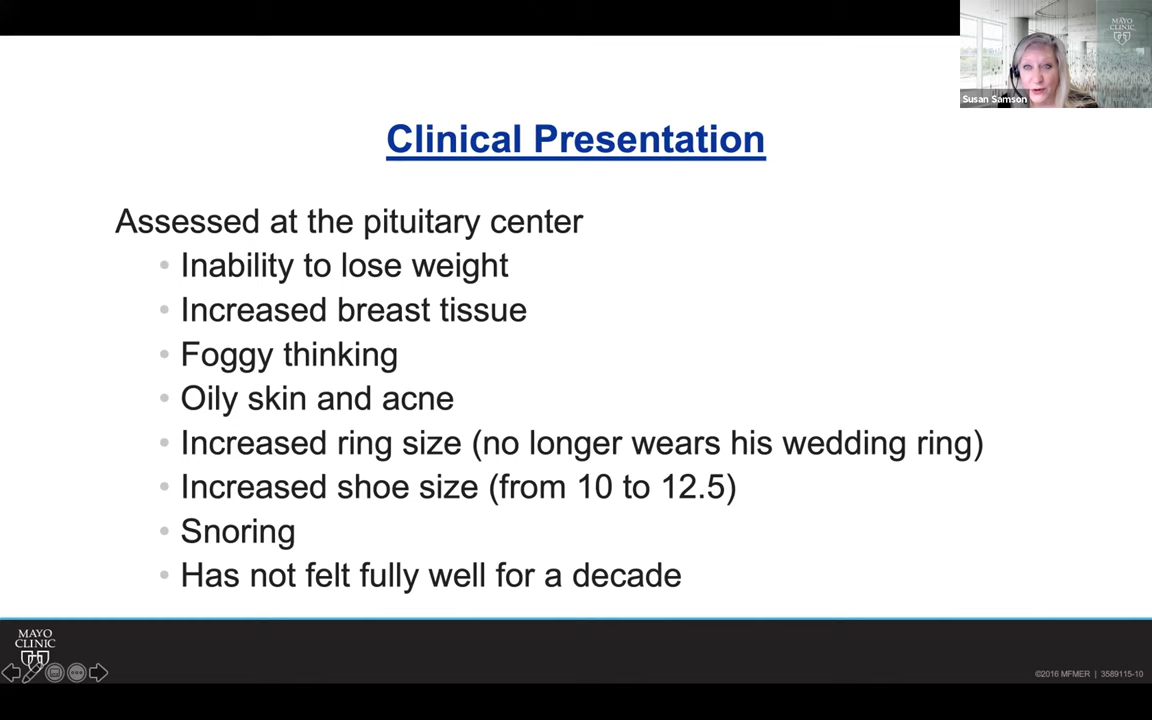 MAYO
CLINIC
Susan Samson
Clinical Presentation
Assessed at the pituitary center
• Inability to lose weight
• Increased breast tissue
• Foggy thinking
• Oily skin and acne
• Increased ring size (no longer wears his wedding ring)
• Increased shoe size (from 10 to 12.5)
• Snoring
• Has not felt fully well for a decade
MAYO
CLINIC
©2016 MFMER | 3589115-10